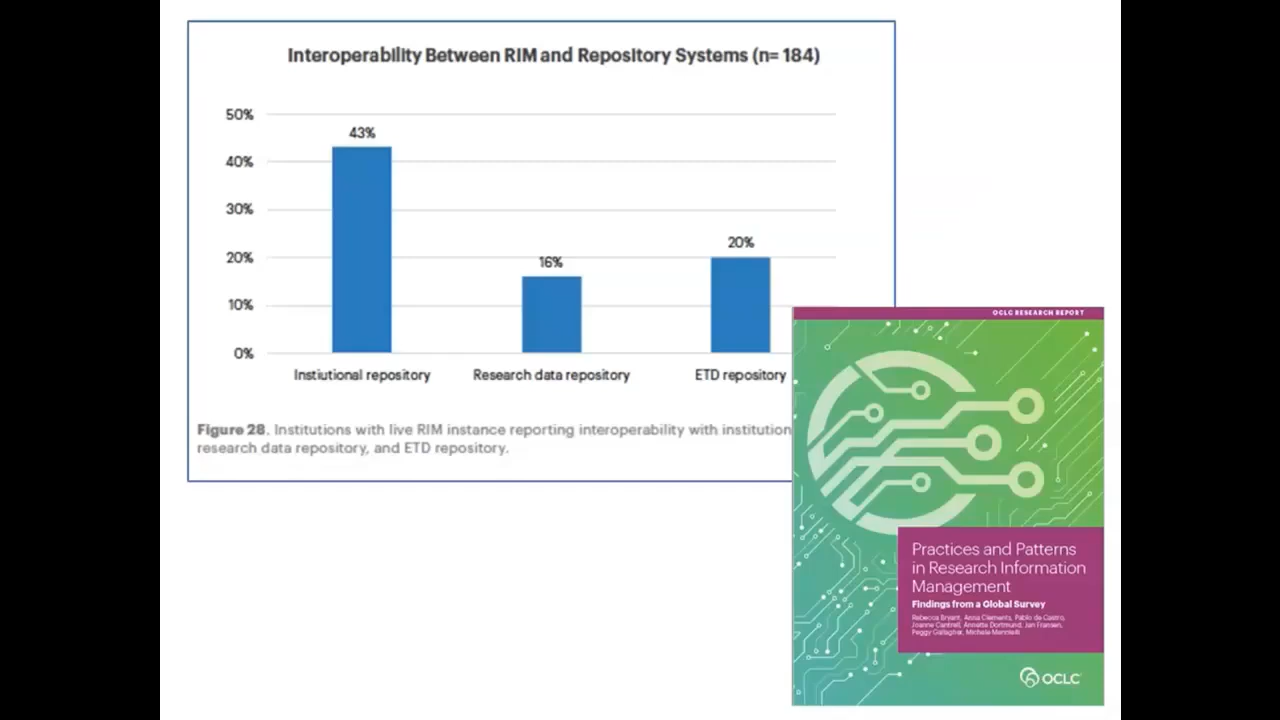 Interoperability Between RIM and Repository Systems (n= 184)
50%
43%
40%
30%
20%
20%
16%
10%
0%
Instiutional repository
Research data repository
ETD repository
Figure 28. Institutions with live RIM instance reporting interoperability with institution
research data repository, and ETD repository.
OCLC RESEARCH REPORT
Practices and Patterns
in Research Information
Management
Findings from a Global Survey
Rebecca Bryant, Anna Clements, Pablo de Castro,
Joanne Cantrell, Annette Dortmund, Jan Fransen,
Peggy Gallagher, Michele Mennielli
OCLC